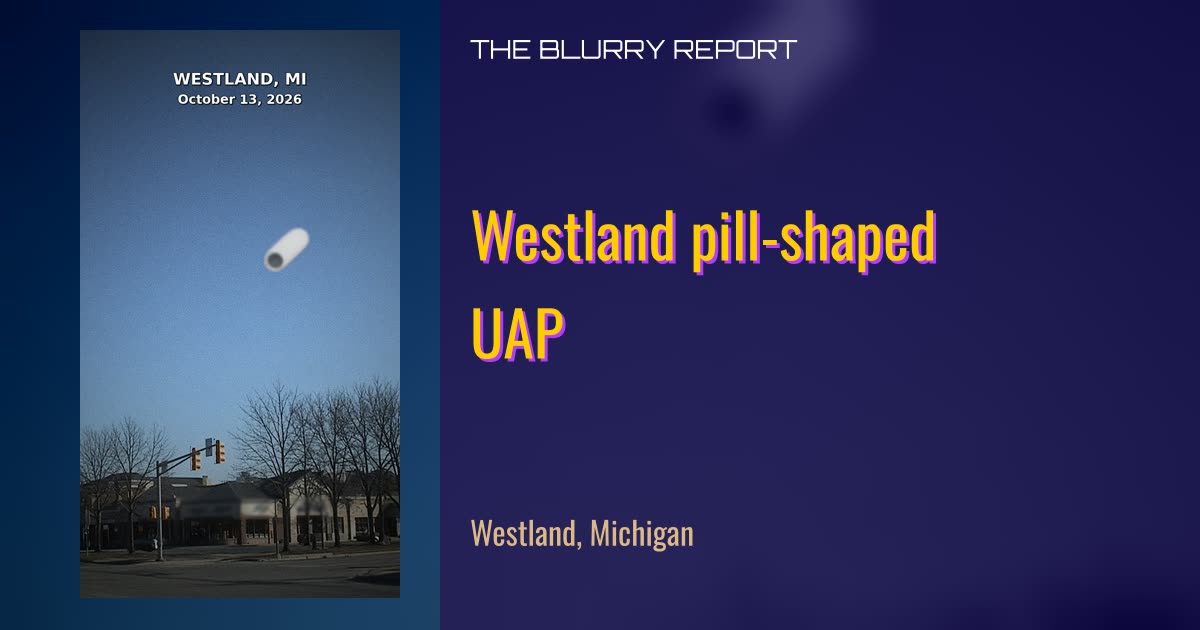 WESTLAND, MI
October 13, 2026
THE BLURRY REPORT
Westland pill-shaped
UAP
Westland, Michigan